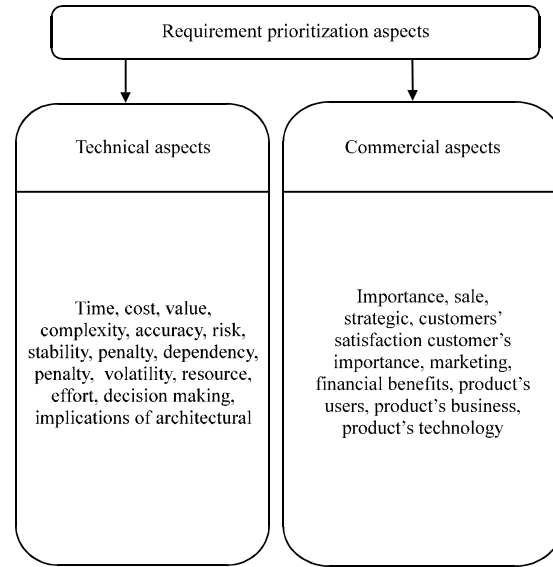 Requirement prioritization aspects
Technical aspects
Time, cost, value,
complexity, accuracy, risk,
stability, penalty, dependency,
penalty, volatility, resource,
effort, decision making,
implications of architectural
Commercial aspects
Importance, sale,
strategic, customers’
satisfaction customer’s
importance, marketing,
financial benefits, product’s
users, product’s business,
product’s technology